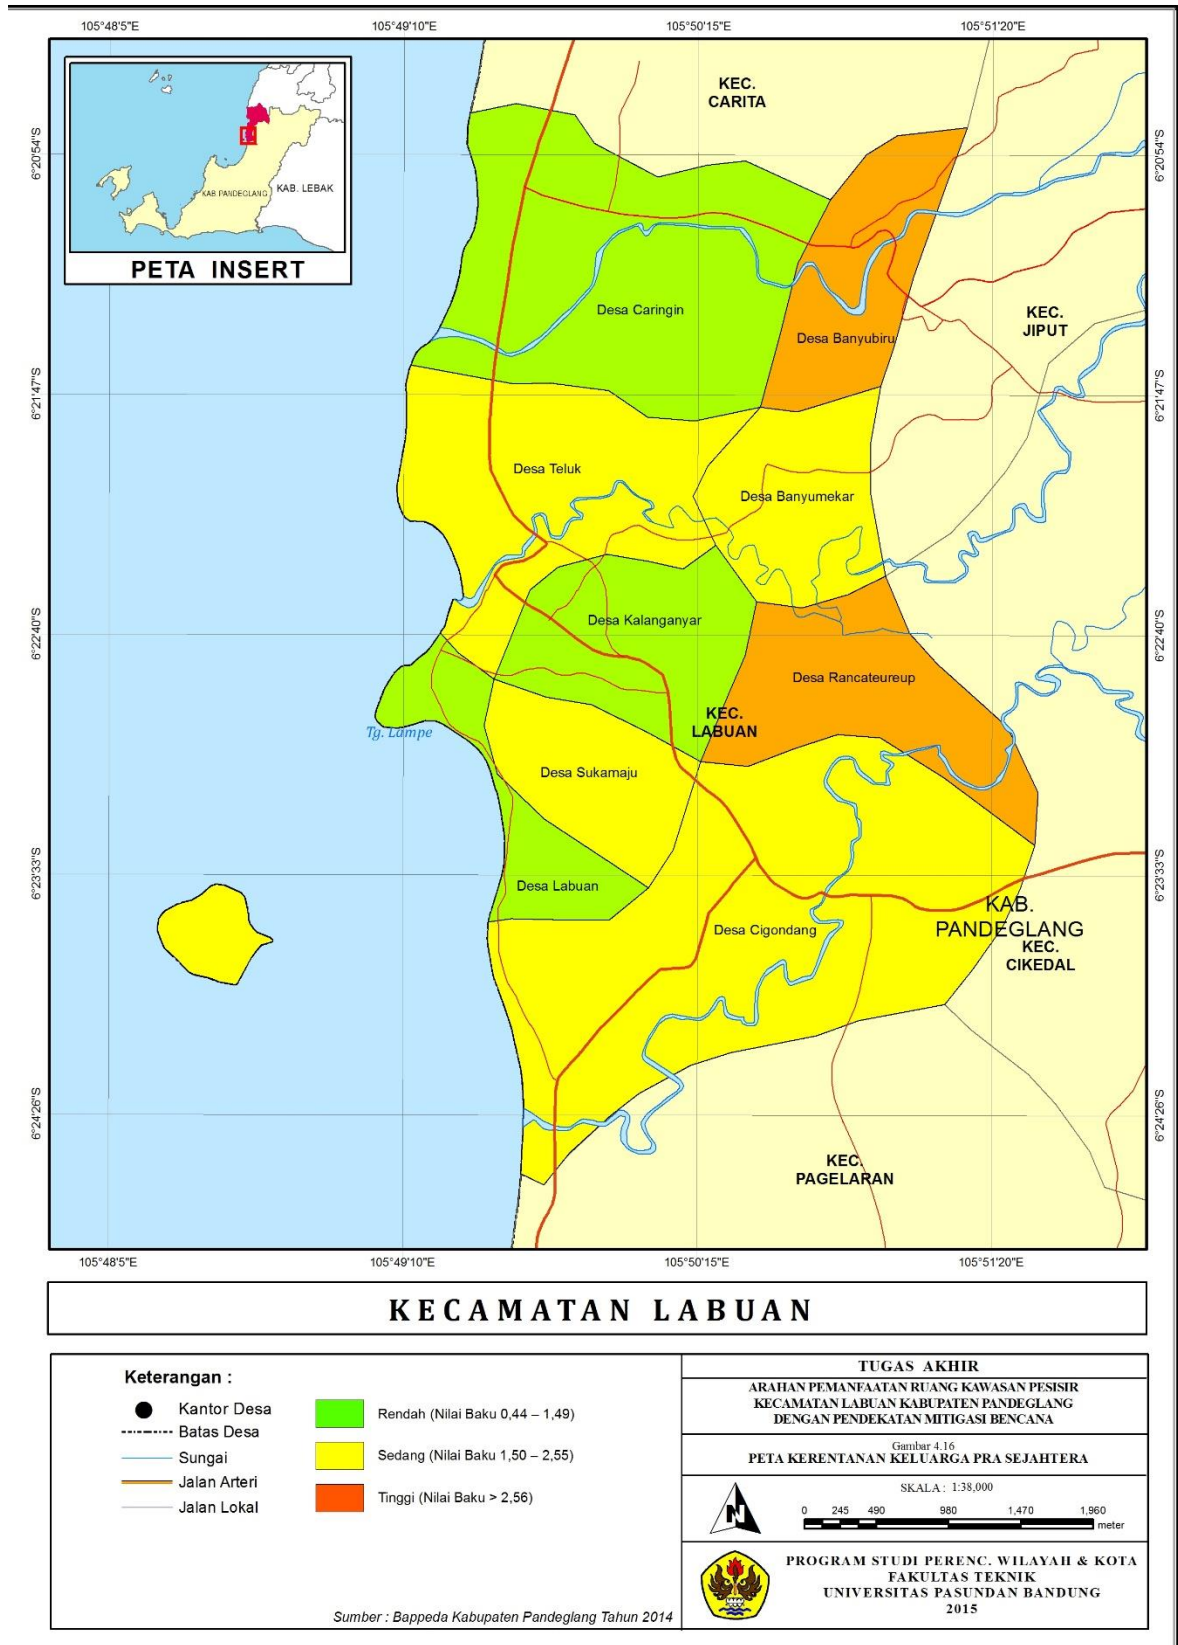 105°48'5"E
105°49'10"E
105°50'15"E
105°51'20"E
6°20'54"S
6°20'54"S
KEC.
CARITA
KAB. PANDEGLANG
KAB. LEBAK
PETA INSERT
Desa Caringin
KEC.
JIPUT
Desa Banyubiru
6°21'47"S
6°21'47"S
Desa Teluk
Desa Banyumekar
6°22'40"S
6°22'40"S
Desa Kalanganyar
Desa Rancateureup
KEC.
LABUAN
Tg. Lampe
Desa Sukamaju
6°23'33"S
6°23'33"S
Desa Labuan
KAB.
PANDEGLANG
Desa Cigondang
KEC.
CIKEDAL
6°24'26"S
6°24'26"S
KEC.
PAGELARAN
105°48'5"E
105°49'10"E
105°50'15"E
105°51'20"E
KECAMATAN LABUAN
Keterangan :
Kantor Desa
Batas Desa
Sungai
Jalan Arteri
Jalan Lokal
Rendah (Nilai Baku 0,44 – 1,49)
Sedang (Nilai Baku 1,50 – 2,55)
Tinggi (Nilai Baku > 2,56)
Sumber : Bappeda Kabupaten Pandeglang Tahun 2014
TUGAS AKHIR
ARAHAN PEMANFAATAN RUANG KAWASAN PESISIR
KECAMATAN LABUAN KABUPATEN PANDEGLANG
DENGAN PENDEKATAN MITIGASI BENCANA
Gambar 4.16
PETA KERENTANAN KELUARGA PRA SEJAHTERA
SKALA : 1:38,000
N
0 245 490 980 1,470 1,960
meter
PROGRAM STUDI PERENC. WILAYAH & KOTA
FAKULTAS TEKNIK
UNIVERSITAS PASUNDAN BANDUNG
2015